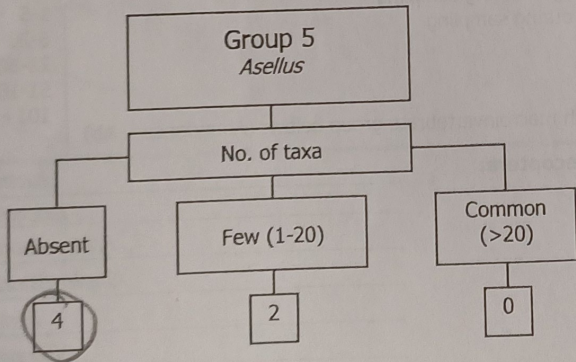 Group 5
Asellus
No. of taxa
Absent
Few (1-20)
Common
(>20)
4
2
0